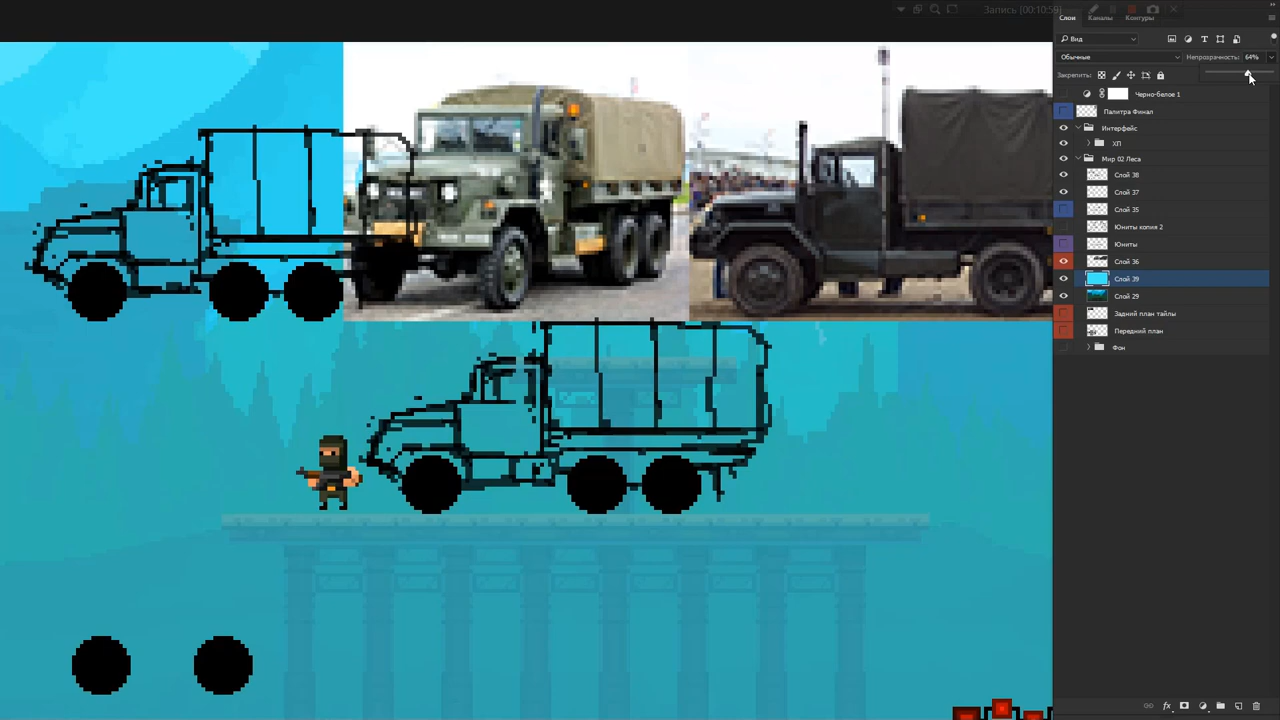 Запись [00:10:59]
Слои Каналы Контуры
Вид
Обычные Непрозрачность: 64%
Закрепить:
Черно-белое 1
Палитра Финал
Интерфейс
ХП
Мир 02 Леса
Слой 38
Слой 37
Слой 35
Юниты копия 2
Юниты
Слой 36
Слой 39
Слой 29
Задний план тайлы
Передний план
Фон